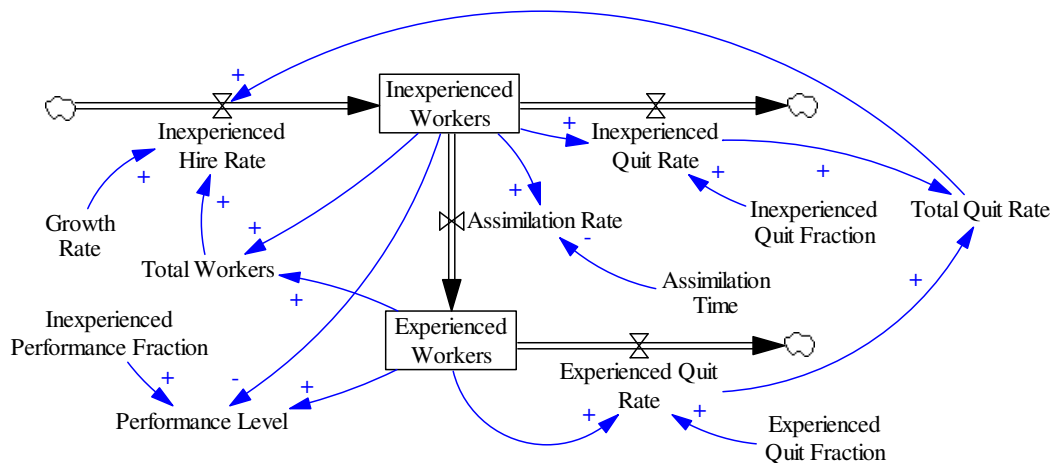 +
Inexperienced
Workers
Inexperienced
Hire Rate
+
Inexperienced
Quit Rate
+
+
+
+
+
Growth
Rate
+
+
Assimilation Rate
-
Inexperienced
Quit Fraction
Total Quit Rate
Total Workers
+
Assimilation
Time
+
Inexperienced
Performance Fraction
Experienced
Workers
+
-
+
Experienced Quit
Rate
+
+
Performance Level
Experienced
Quit Fraction